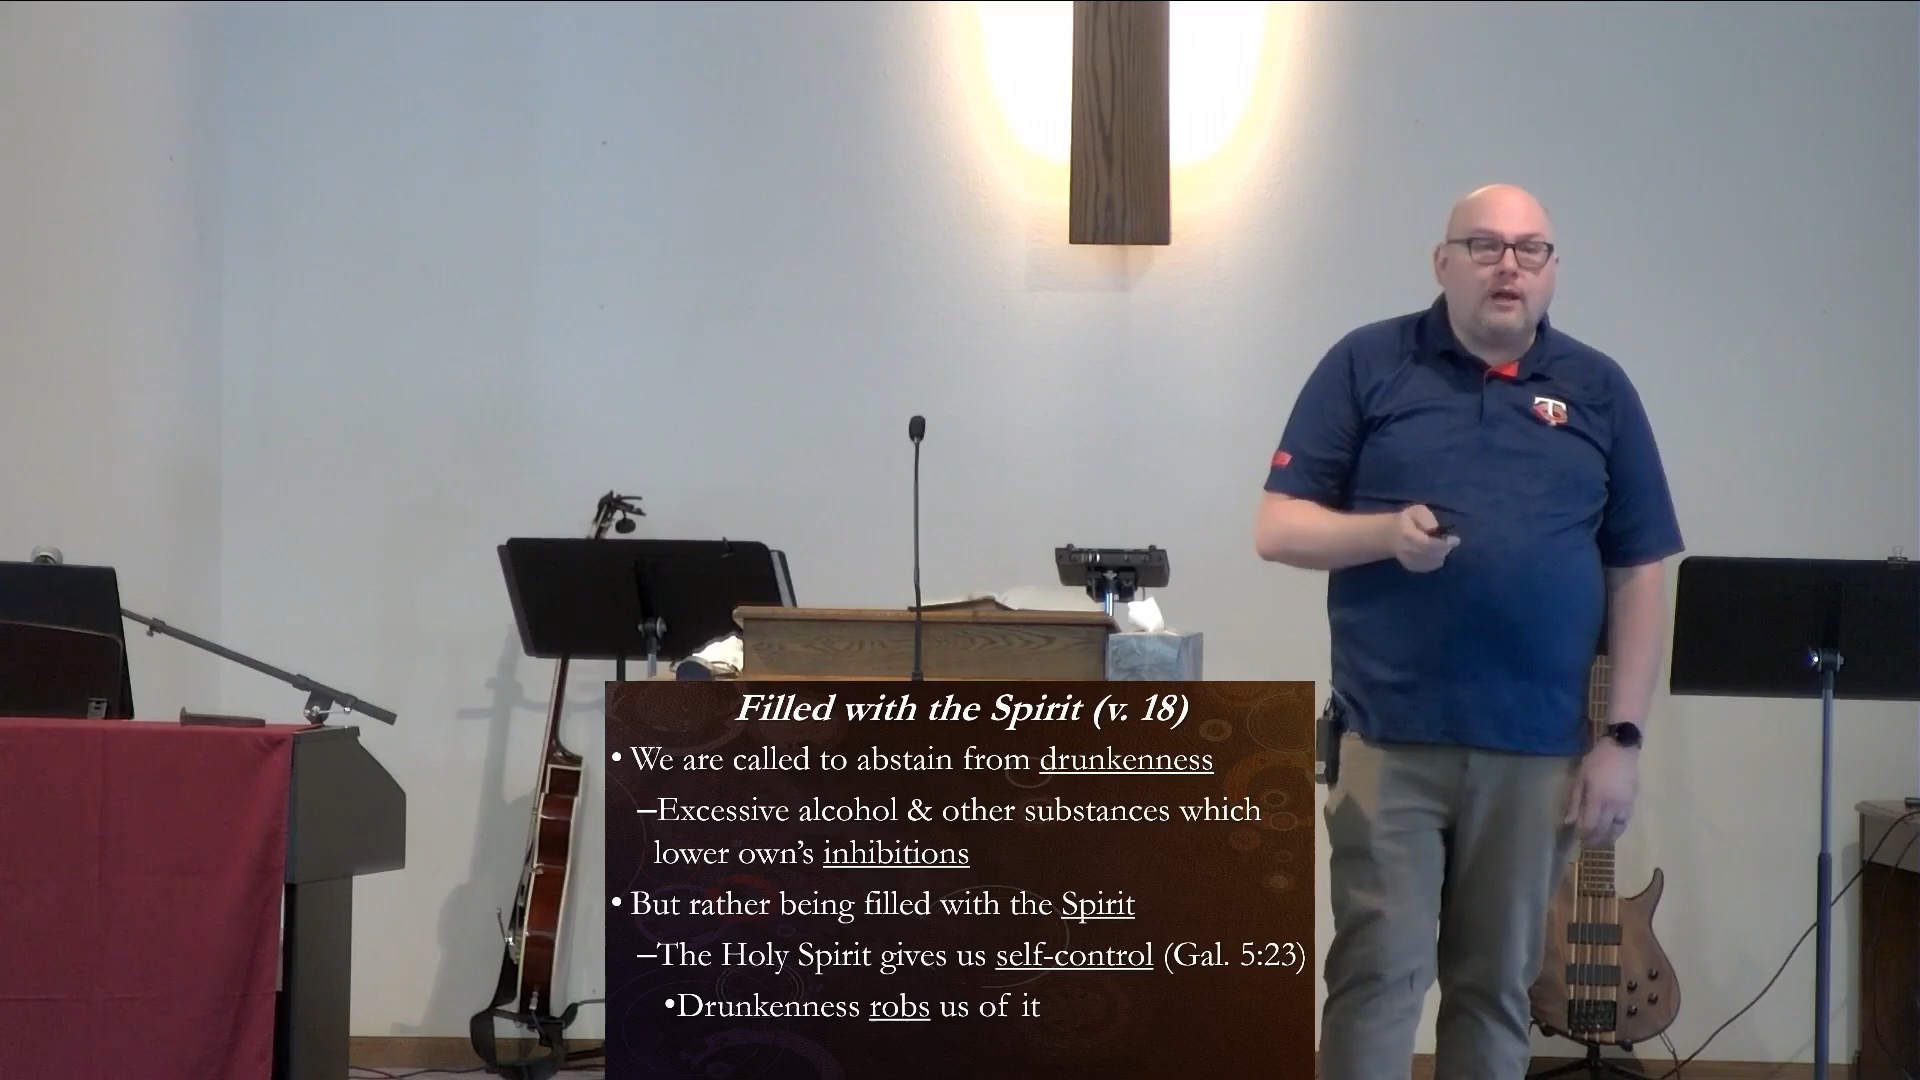 TC
Filled with the Spirit (v. 18)
• We are called to abstain from drunkenness
–Excessive alcohol & other substances which
lower own's inhibitions
• But rather being filled with the Spirit
–The Holy Spirit gives us self-control (Gal. 5:23)
•Drunkenness robs us of it